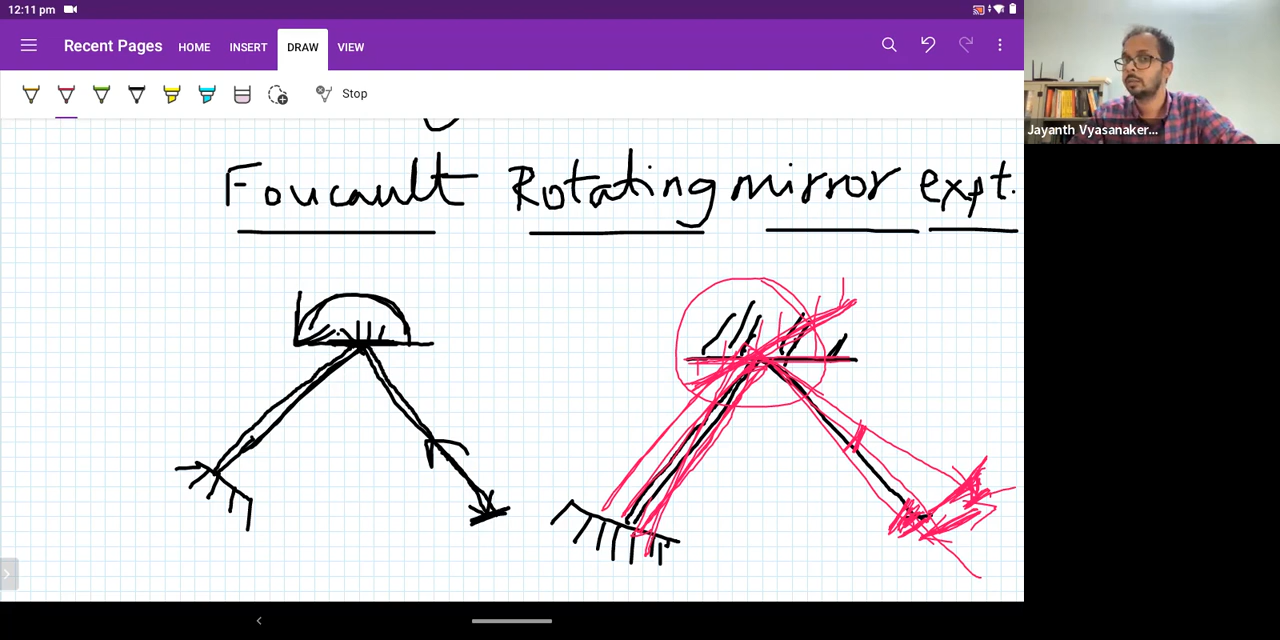 12:11 pm
Recent Pages HOME INSERT DRAW VIEW
Stop
Jayanth Vyasanaker...
Foucault Rotating mirror expt.